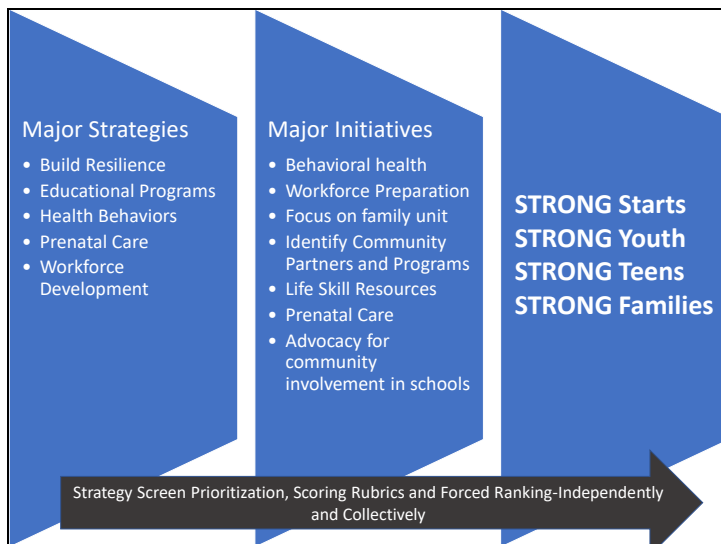 Major Strategies
• Build Resilience
• Educational Programs
• Health Behaviors
• Prenatal Care
• Workforce
Development
Major Initiatives
• Behavioral health
• Workforce Preparation
• Focus on family unit
• Identify Community
Partners and Programs
• Life Skill Resources
• Prenatal Care
• Advocacy for
community
involvement in schools
STRONG Starts
STRONG Youth
STRONG Teens
STRONG Families
Strategy Screen Prioritization, Scoring Rubrics and Forced Ranking-Independently
and Collectively